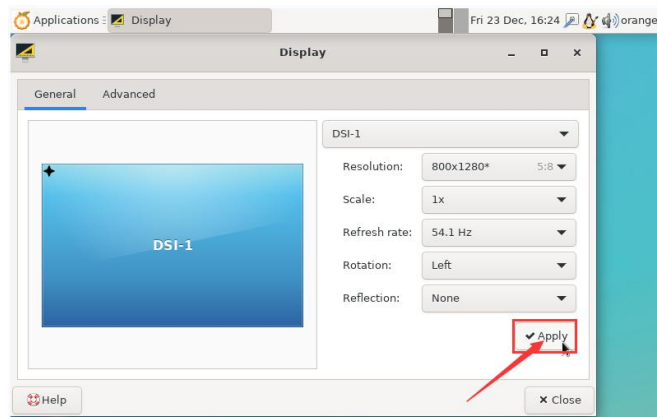 Applications Display Fri 23 Dec, 16:24 orange
Display
General Advanced
DSI-1
Resolution: 800x1280* 5:8
Scale: 1x
DSI-1
Refresh rate: 54.1 Hz
Rotation: Left
Reflection: None
Apply
Help Close